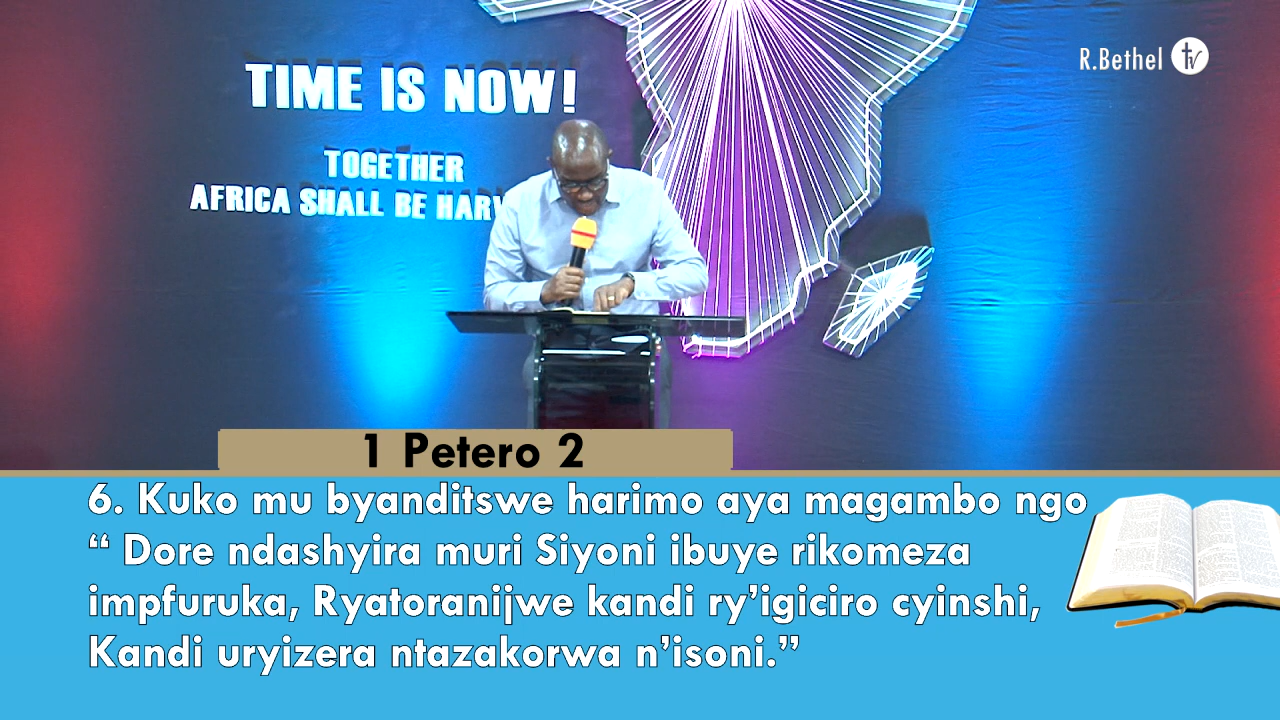 R.Bethel tv
TIME IS NOW!
TOGETHER
AFRICA SHALL BE
1 Petero 2
6. Kuko mu byanditswe harimo aya magambo ngo
“ Dore ndashyira muri Siyoni ibuye rikomeza
impfuruka, Ryatoranijwe kandi ry’igiciro cyinshi,
Kandi uryizera ntazakorwa n’isoni.”